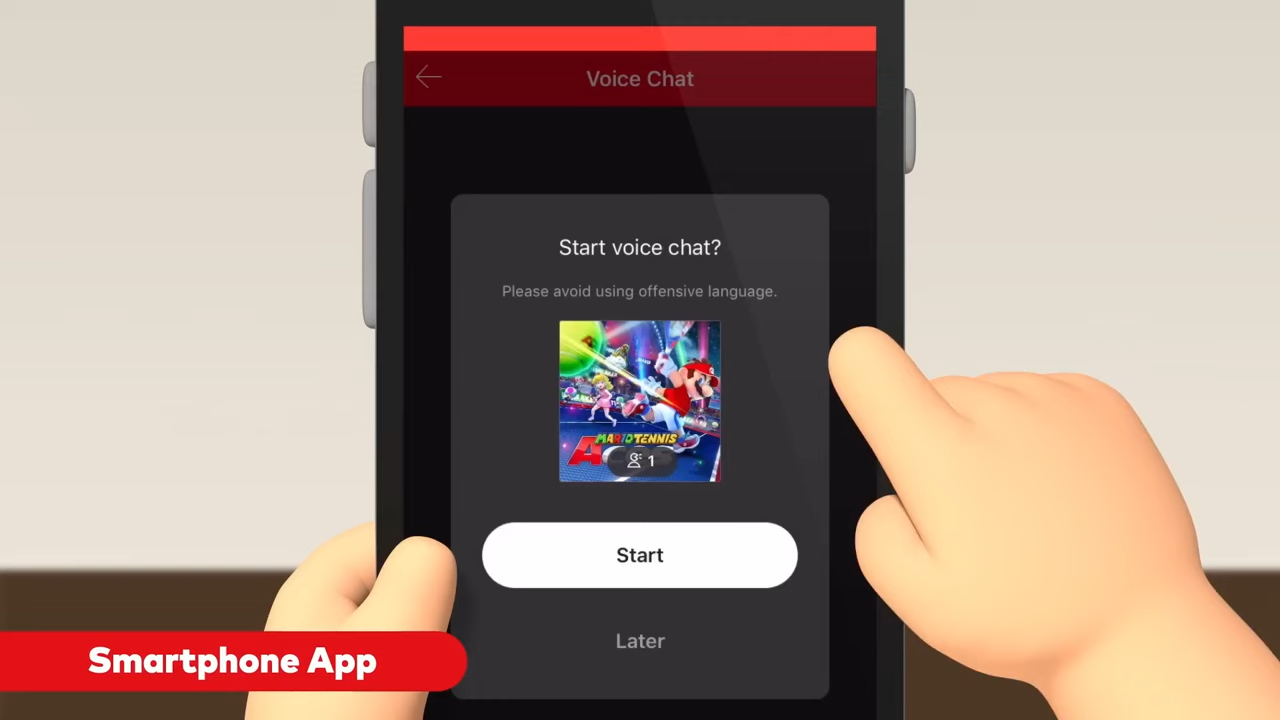 Voice Chat
Start voice chat?
Please avoid using offensive language.
MARIO TENNIS
1
Start
Later
Smartphone App